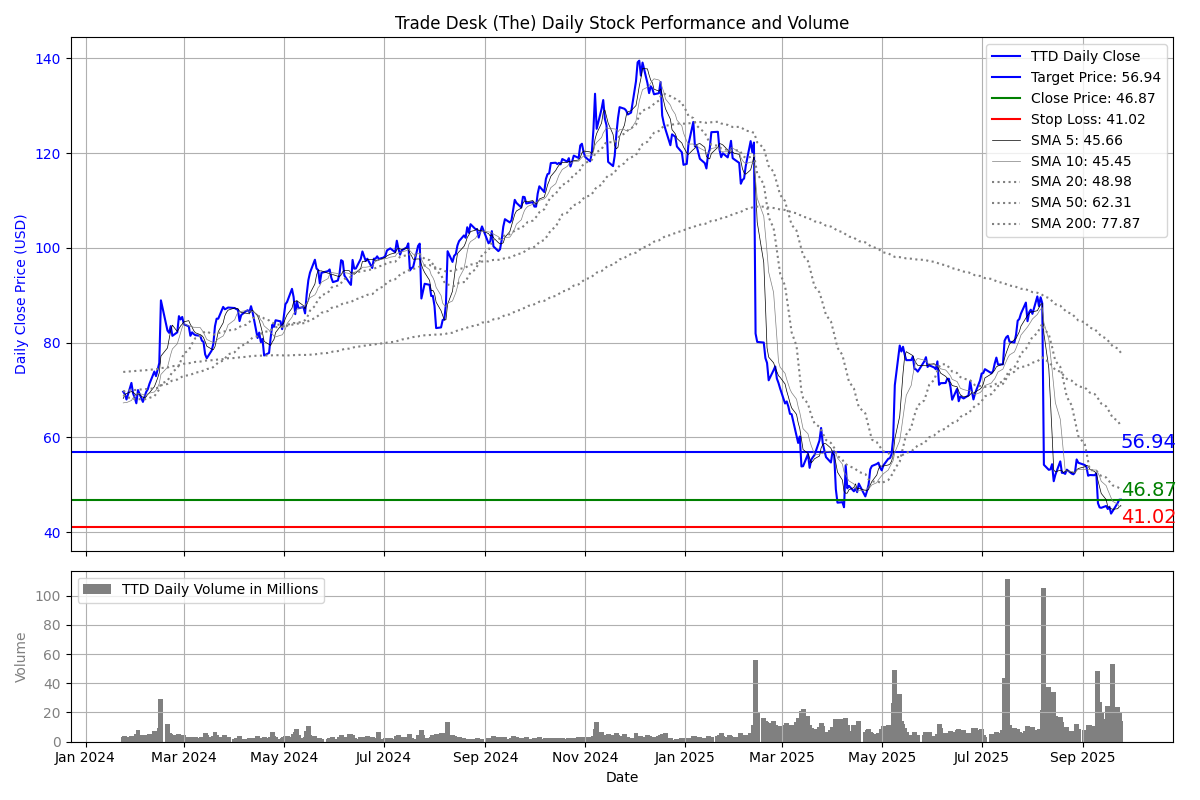 Trade Desk (The) Daily Stock Performance and Volume
Daily Close Price (USD)
140
120
100
80
60
40
TTD Daily Close
Target Price: 56.94
Close Price: 46.87
Stop Loss: 41.02
SMA 5: 45.66
SMA 10: 45.45
SMA 20: 48.98
SMA 50: 62.31
SMA 200: 77.87
56.94
46.87
41.02
Volume
100
80
60
40
20
0
TTD Daily Volume in Millions
Jan 2024
Mar 2024
May 2024
Jul 2024
Sep 2024
Nov 2024
Jan 2025
Mar 2025
May 2025
Jul 2025
Sep 2025
Date